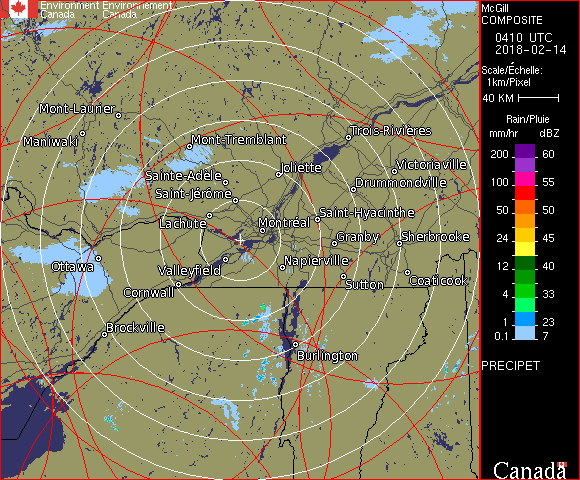 Environment Environnement
Canada Canada
McGill
COMPOSITE
0410 UTC
2018-02-14
Scale/Échelle:
1km/Pixel
40 KM
Rain/Pluie
mm/hr dBZ
200 60
150 57
100 55
50 50
24 45
12 40
4 33
1 23
0.1 7
PRECIPET
Canada
Mont-Laurier
Maniwaki
Mont-Tremblant
Trois-Rivières
Joliette
Victoriaville
Sainte-Adèle
Drummondville
Saint-Jérôme
Lachute
Saint-Hyacinthe
Montréal
Granby
Sherbrooke
Ottawa
Valleyfield
Napierville
Cornwall
Sutton
Coaticook
Brockville
Burlington